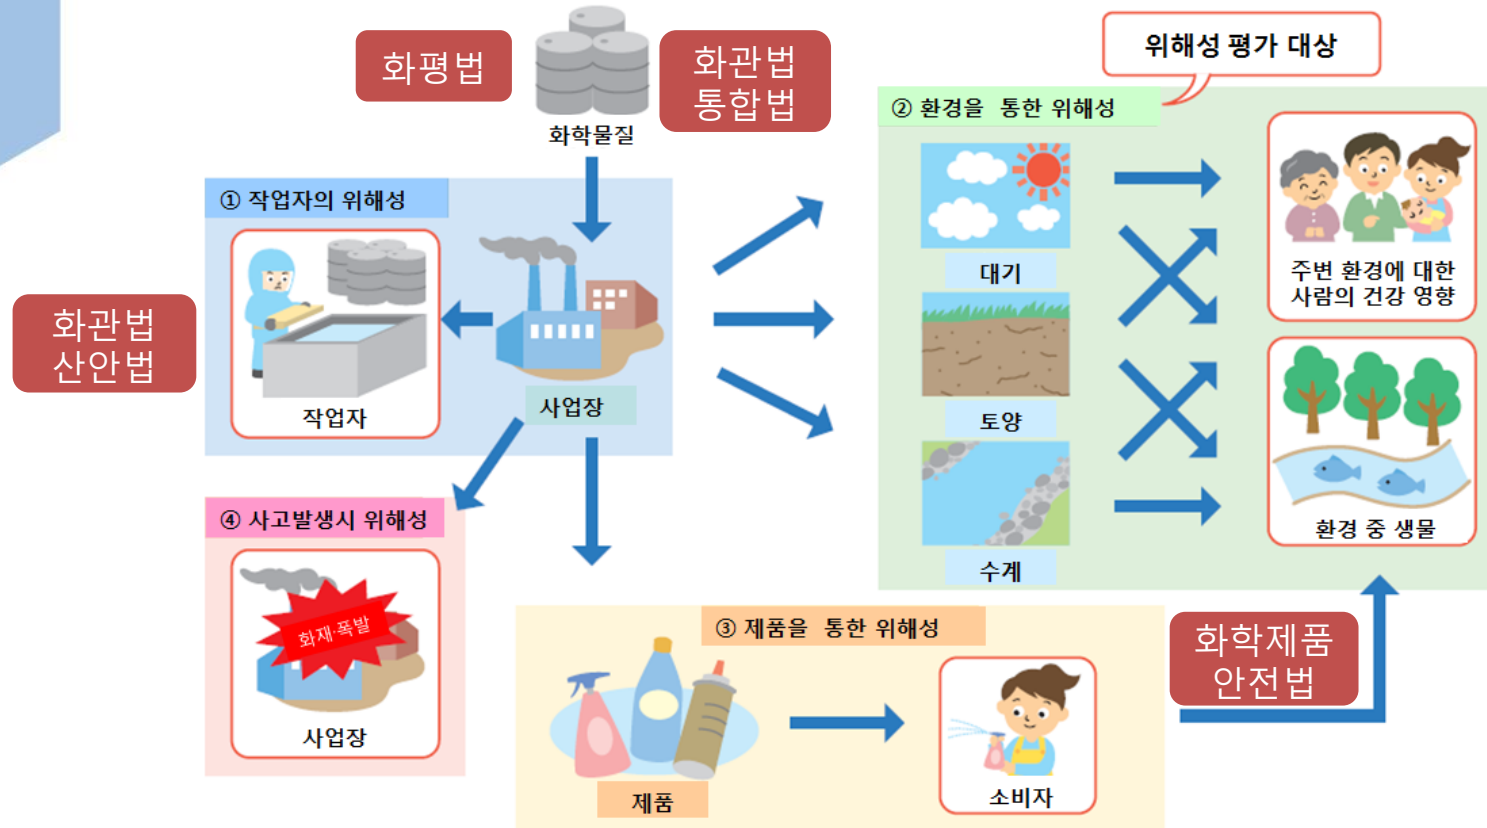 화평법
화관법
통합법
화학물질
위해성 평가 대상
① 작업자의 위해성
작업자
사업장
화관법
산안법
② 환경을 통한 위해성
대기
토양
수계
주변 환경에 대한
사람의 건강 영향
환경 중 생물
④ 사고발생시 위해성
화재·폭발
사업장
③ 제품을 통한 위해성
제품
소비자
화학제품
안전법